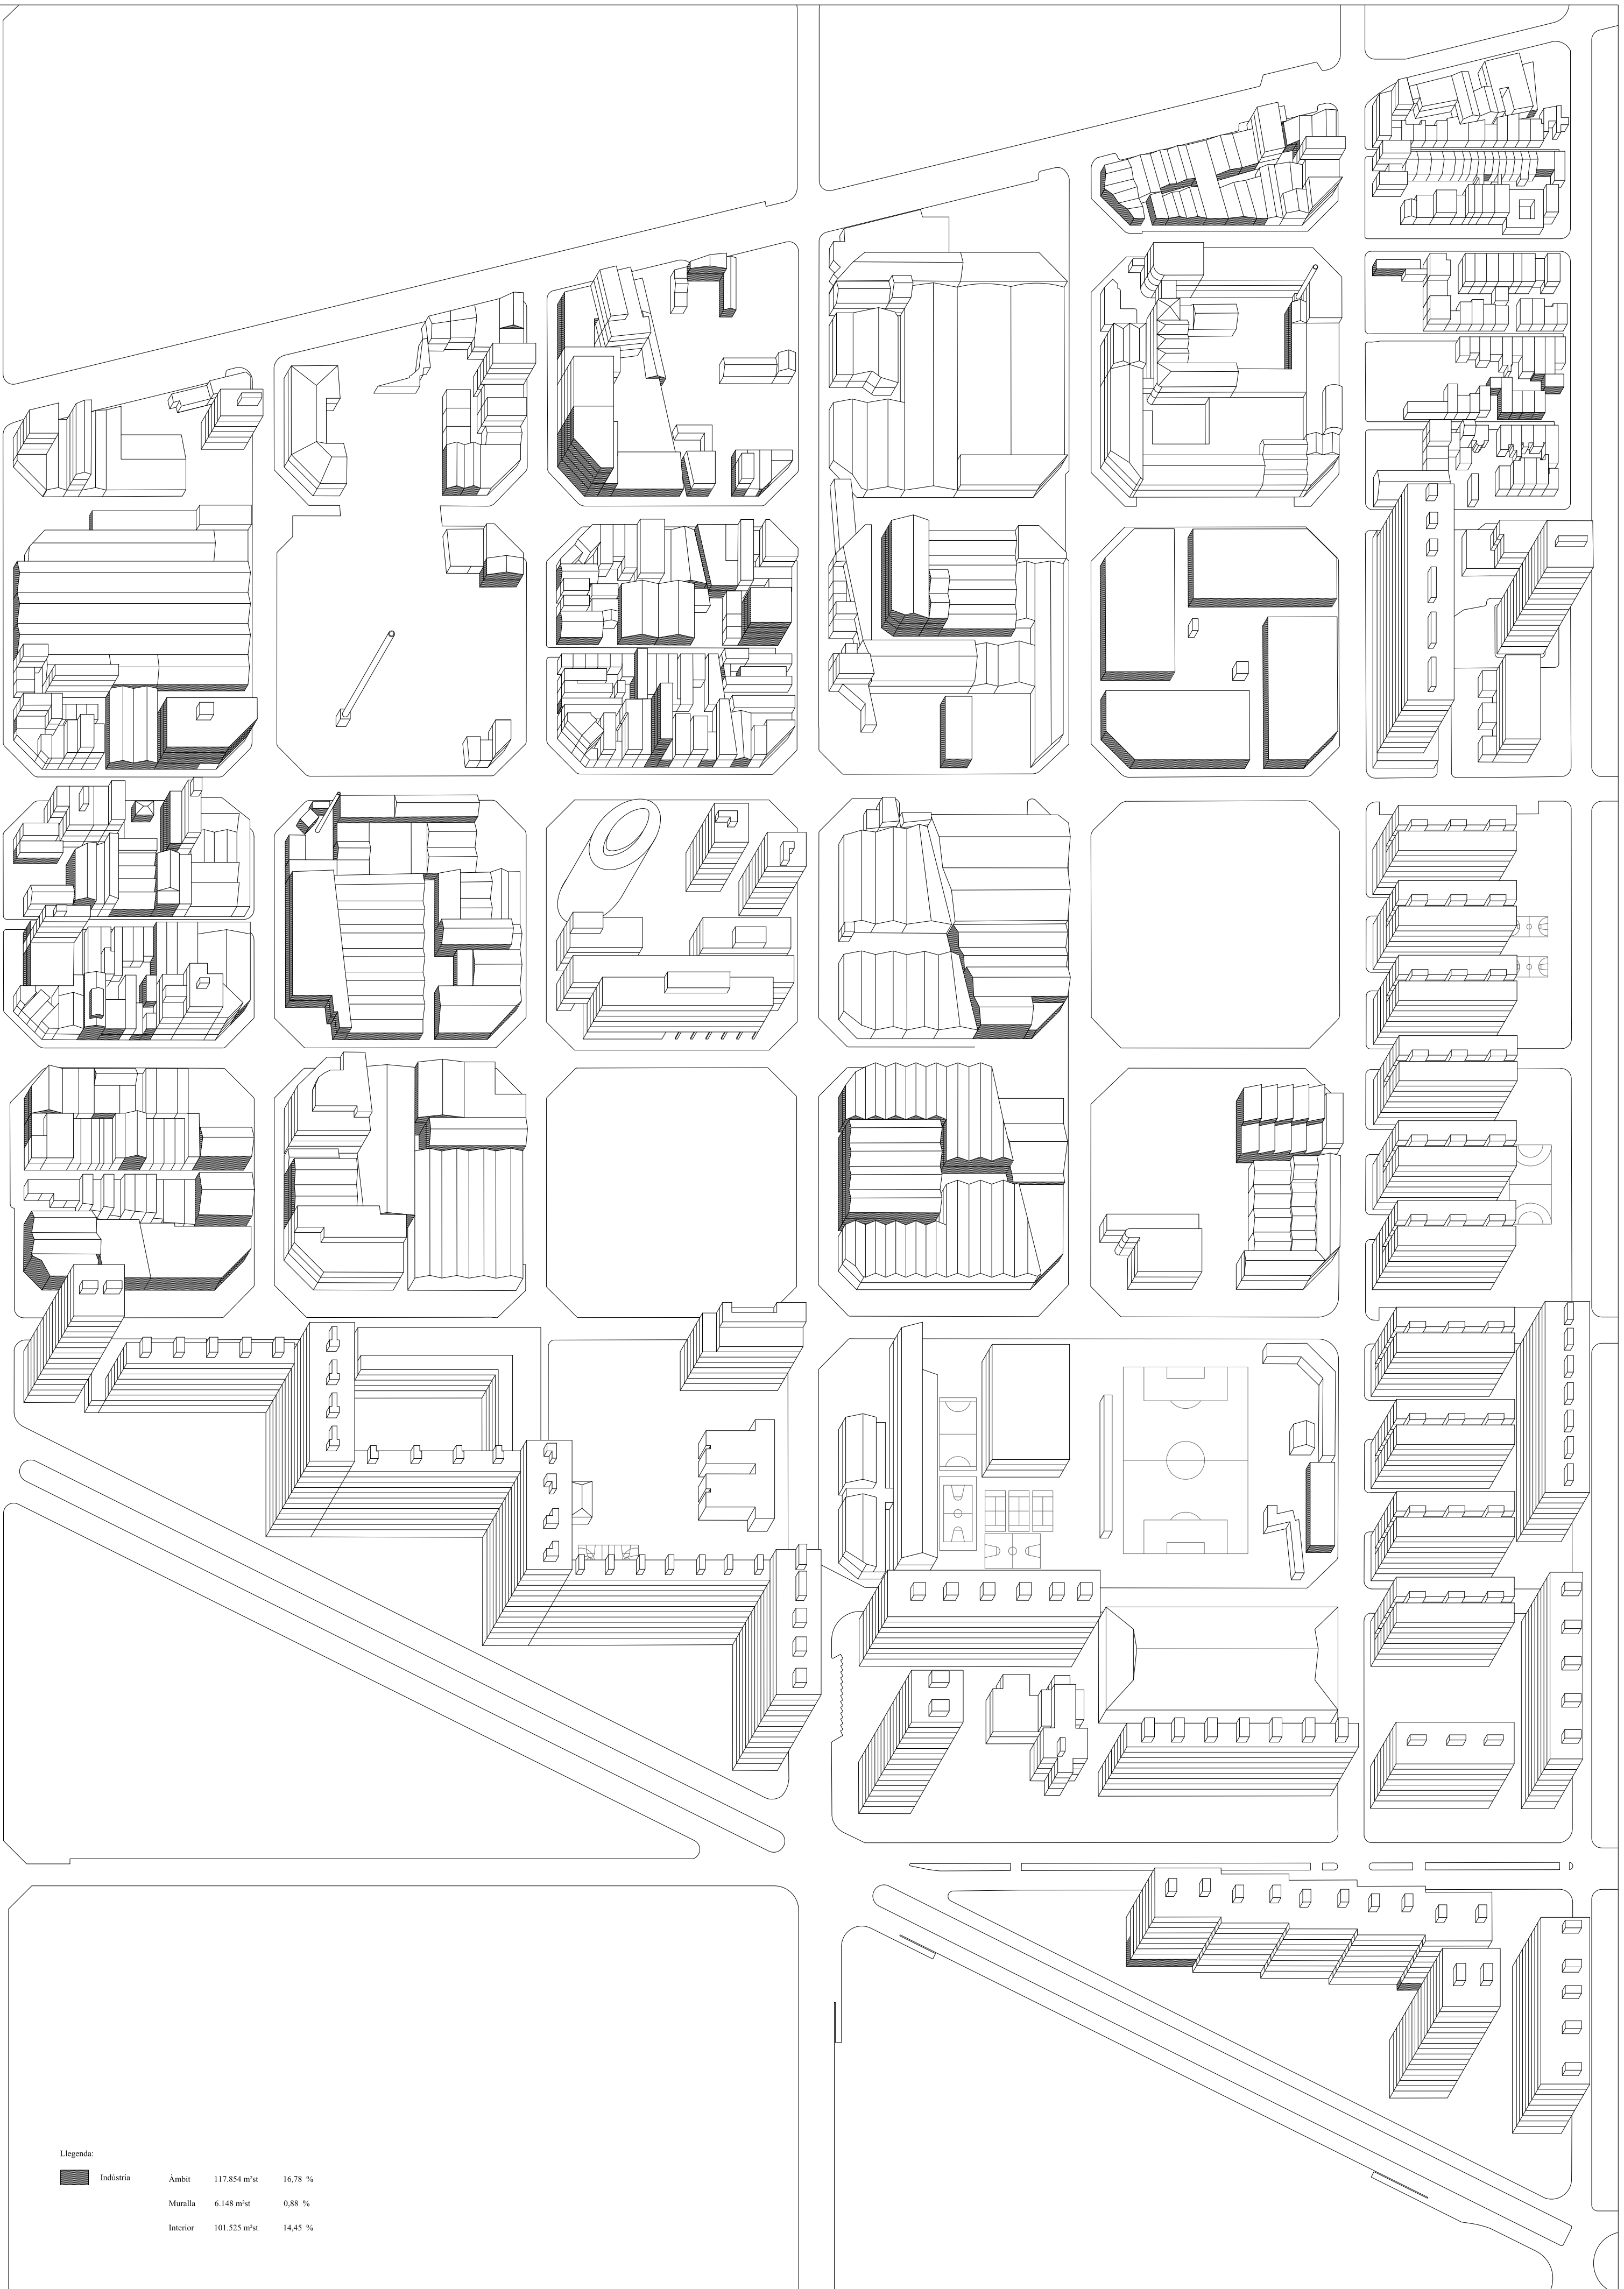 Llegenda:
Indústria Àmbit 117.854 m²st 16,78 %
Muralla 6.148 m²st 0,88 %
Interior 101.525 m²st 14,45 %